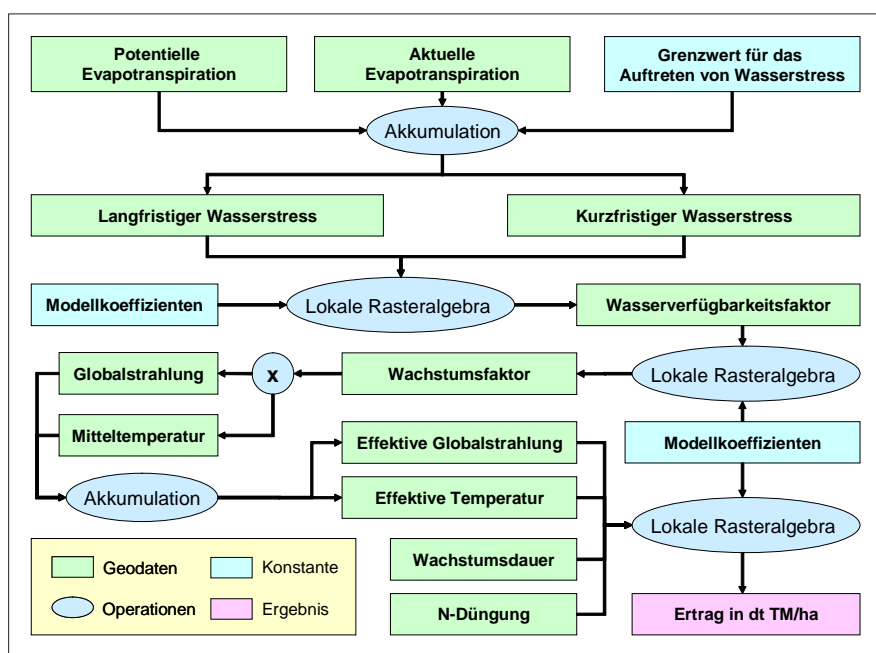 Potentielle
Evapotranspiration
Aktuelle
Evapotranspiration
Grenzwert für das
Auftreten von Wasserstress
Akkumulation
Langfristiger Wasserstress
Kurzfristiger Wasserstress
Modellkoeffizienten
Lokale Rasteralgebra
Wasserverfügbarkeitsfaktor
Globalstrahlung
x
Wachstumsfaktor
Lokale Rasteralgebra
Mitteltemperatur
Effektive Globalstrahlung
Modellkoeffizienten
Akkumulation
Effektive Temperatur
Lokale Rasteralgebra
Wachstumsdauer
N-Düngung
Ertrag in dt TM/ha
Geodaten
Konstante
Operationen
Ergebnis